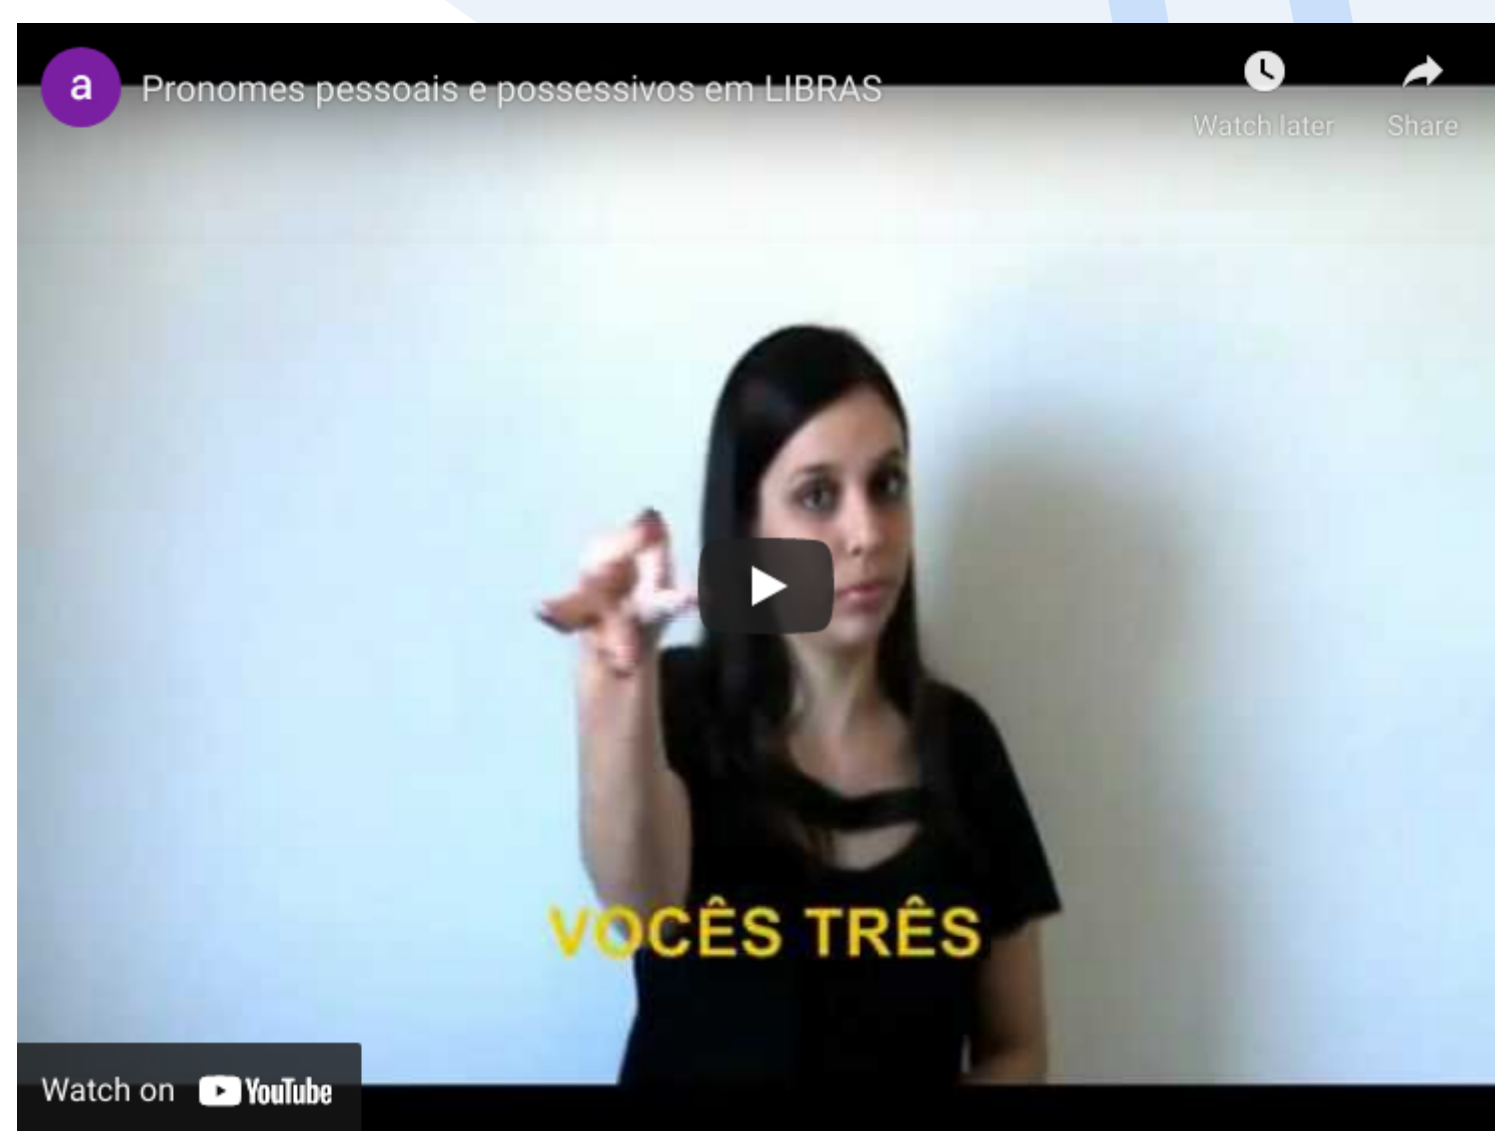 a
Pronomes pessoais e possessivos em LIBRAS
Watch later
Share
VOCÊS TRÊS
Watch on YouTube